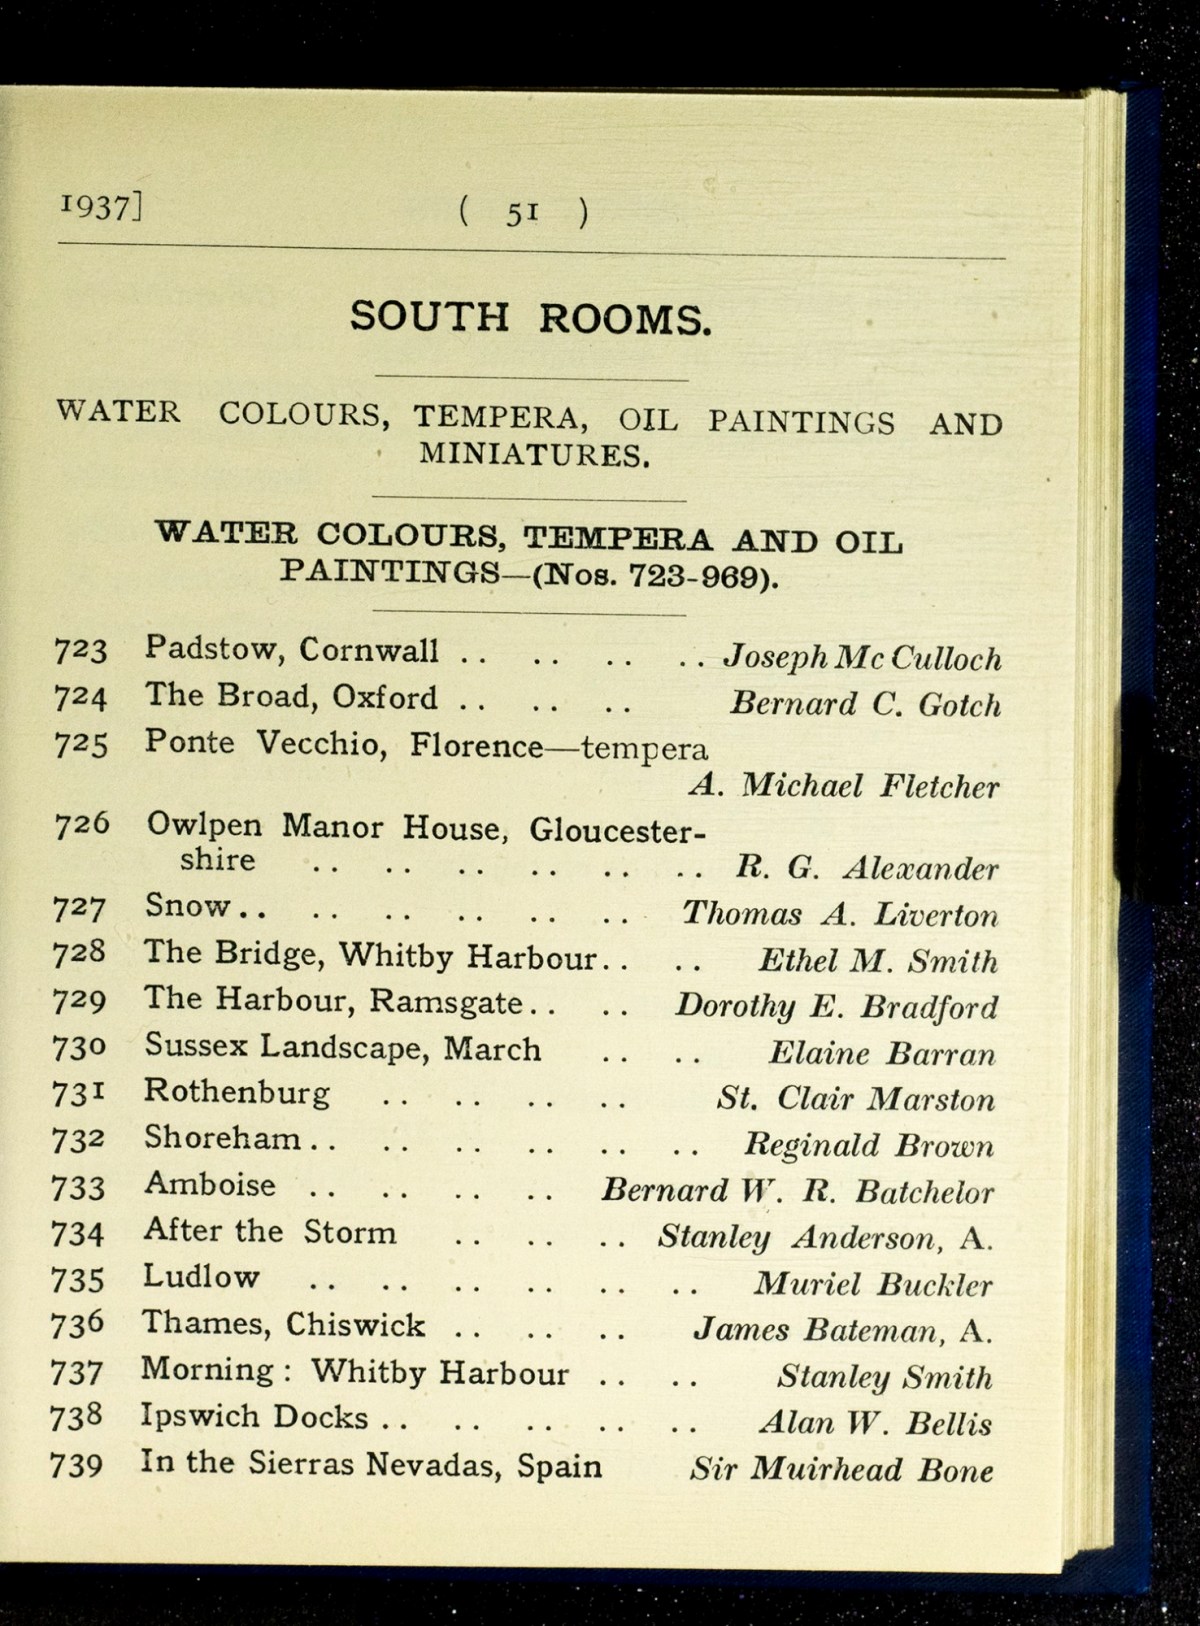 1937] ( 51 )
SOUTH ROOMS.
WATER COLOURS, TEMPERA, OIL PAINTINGS AND
MINIATURES.
WATER COLOURS, TEMPERA AND OIL
PAINTINGS—(Nos. 723-969).
723 Padstow, Cornwall .. .. .. .. Joseph Mc Culloch
724 The Broad, Oxford .. .. .. Bernard C. Gotch
725 Ponte Vecchio, Florence—tempera
A. Michael Fletcher
726 Owlpen Manor House, Gloucester-
shire .. .. .. .. .. .. R. G. Alexander
727 Snow .. .. .. .. .. .. Thomas A. Liverton
728 The Bridge, Whitby Harbour .. .. Ethel M. Smith
729 The Harbour, Ramsgate .. .. Dorothy E. Bradford
730 Sussex Landscape, March .. .. Elaine Barran
731 Rothenburg .. .. .. .. St. Clair Marston
732 Shoreham .. .. .. .. .. .. Reginald Brown
733 Amboise .. .. .. .. Bernard W. R. Batchelor
734 After the Storm .. .. .. Stanley Anderson, A.
735 Ludlow .. .. .. .. .. .. Muriel Buckler
736 Thames, Chiswick .. .. .. James Bateman, A.
737 Morning : Whitby Harbour .. .. Stanley Smith
738 Ipswich Docks .. .. .. .. .. Alan W. Bellis
739 In the Sierras Nevadas, Spain Sir Muirhead Bone